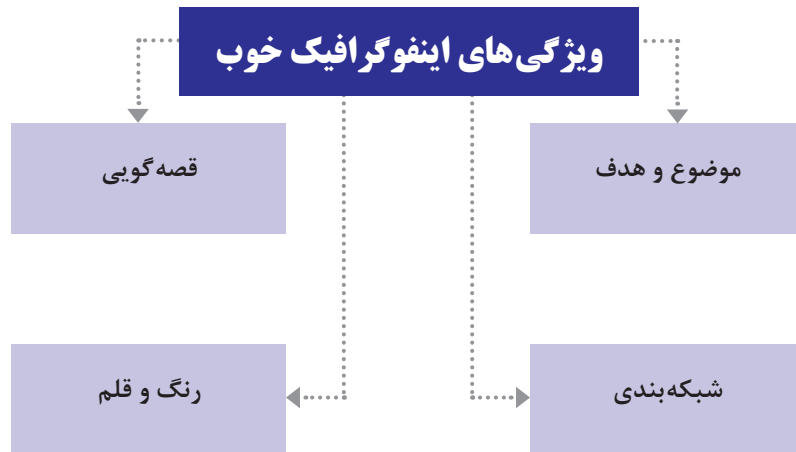 ویژگی‌های اینفوگرافیک خوب
موضوع و هدف
قصه‌گویی
شبکه‌بندی
رنگ و قلم